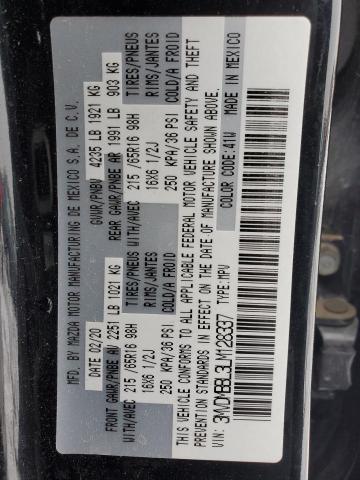 MFD. BY MAZDA MOTOR MANUFACTURING DE MEXICO S.A. DE C.V.
DATE 02/20 GVWR/PNBV 4235 LB 1921 KG
FRONT GAWR/PNBE AV 2251 LB 1021 KG REAR GAWR/PNBE AR 1991 LB 903 KG
WITH/AVEC 215 /65R16 98H TIRES/PNEUS WITH/AVEC 215 /65R16 98H TIRES/PNEUS
16X6 1/2J RIMS/JANTES 16X6 1/2J RIMS/JANTES
250 KPA/36 PSI COLD/A FROID 250 KPA/36 PSI COLD/A FROID
THIS VEHICLE CONFORMS TO ALL APPLICABLE FEDERAL MOTOR VEHICLE SAFETY AND THEFT
PREVENTION STANDARDS IN EFFECT ON THE DATE OF MANUFACTURE SHOWN ABOVE.
3MVDMBBL3LM128337 TYPE:MPV COLOR CODE:41W MADE IN MEXICO